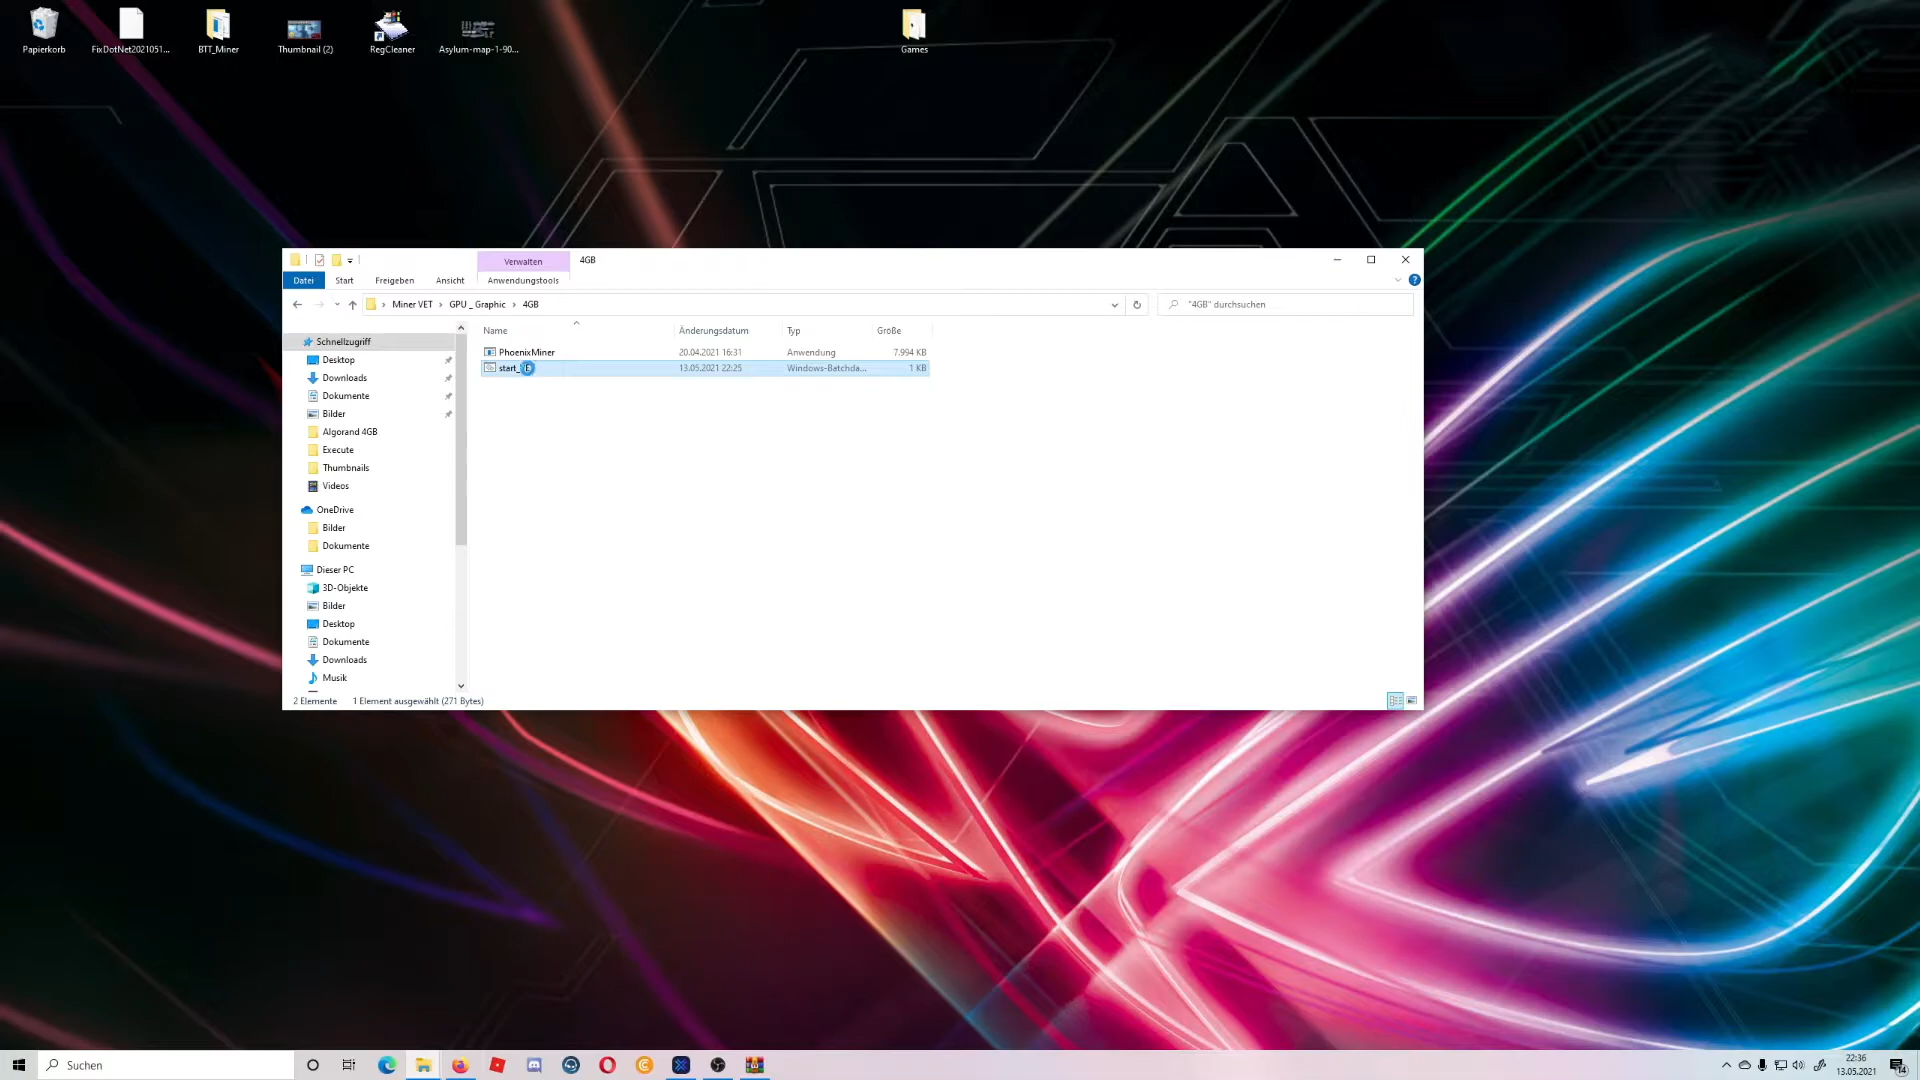 Papierkorb
FixDotNet2021051...
BTT_Miner
Thumbnail (2)
RegCleaner
Asylum-map-1-90...
Games
Verwalten
4GB
Datei
Start
Freigeben
Ansicht
Anwendungstools
Miner VET › GPU _ Graphic › 4GB
"4GB" durchsuchen
Name
Änderungsdatum
Typ
Größe
PhoenixMiner
20.04.2021 16:31
Anwendung
7.994 KB
start_
13.05.2021 22:25
Windows-Batchda...
1 KB
Schnellzugriff
Desktop
Downloads
Dokumente
Bilder
Algorand 4GB
Execute
Thumbnails
Videos
OneDrive
Bilder
Dokumente
Dieser PC
3D-Objekte
Bilder
Desktop
Dokumente
Downloads
Musik
2 Elemente
1 Element ausgewählt (271 Bytes)
Suchen
22:36
13.05.2021
14